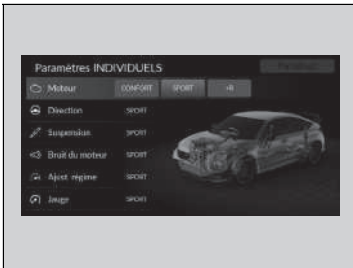 Paramètres INDIVIDUELS
Moteur CONFORT SPORT +R
Direction SPORT
Suspension SPORT
Bruit du moteur SPORT
Ajust. régime SPORT
Jauge SPORT